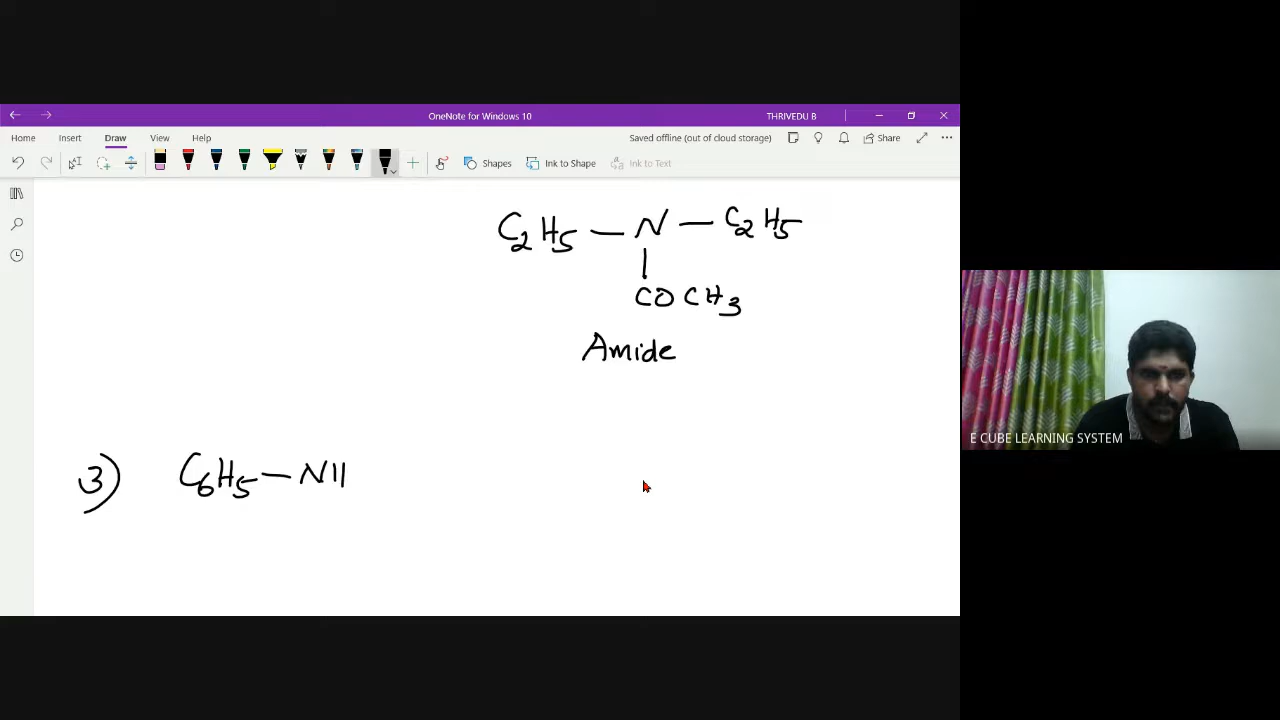 OneNote for Windows 10
THRIVEDU B
Home Insert Draw View Help
Saved offline (out of cloud storage)
Share
Shapes
Ink to Shape
Ink to Text
C2H5 — N — C2H5
|
COCH3
Amide
3) C6H5 — NII
E CUBE LEARNING SYSTEM